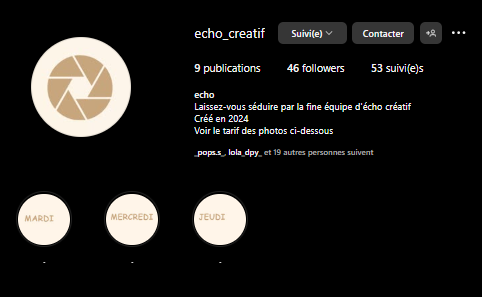 echo_creatif Suivi(e) Contacter
9 publications 46 followers 53 suivi(e)s
echo
Laissez-vous séduire par la fine équipe d'écho créatif
Créé en 2024
Voir le tarif des photos ci-dessous
_pops.s_, lola_dpy_ et 19 autres personnes suivent
MARDI MERCREDI JEUDI
- - -